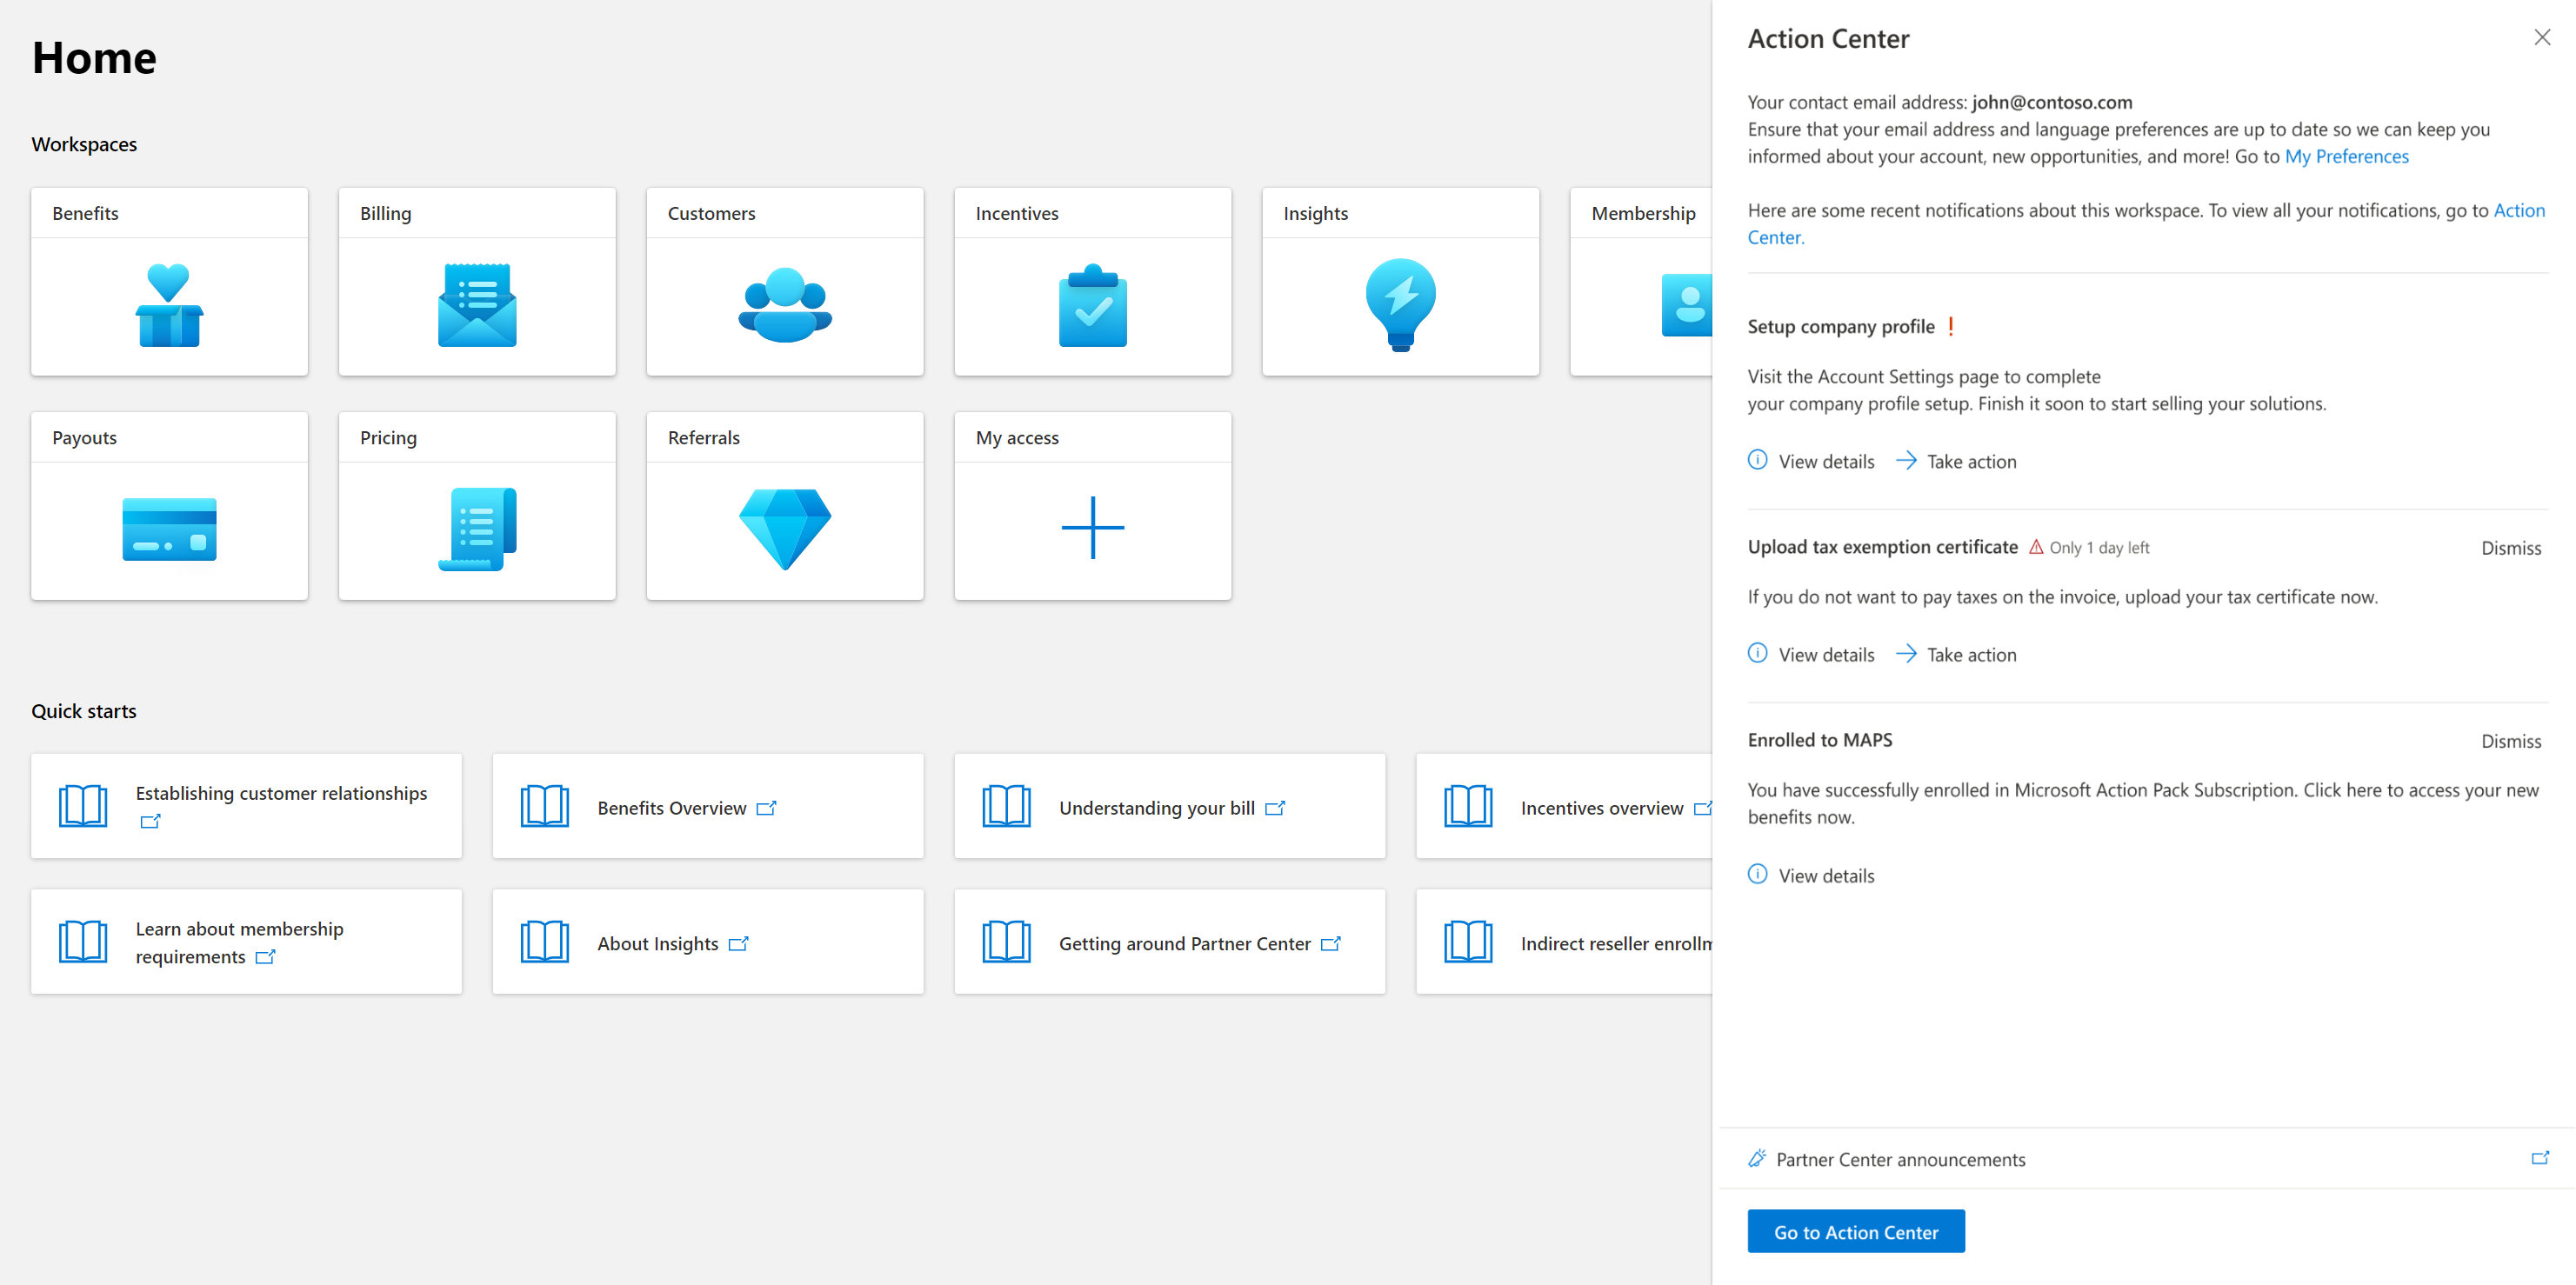 Home
Workspaces
Benefits
Billing
Customers
Incentives
Insights
Membership
Payouts
Pricing
Referrals
My access
Quick starts
Establishing customer relationships
Benefits Overview
Understanding your bill
Incentives overview
Learn about membership
requirements
About Insights
Getting around Partner Center
Indirect reseller
Action Center
Your contact email address: john@contoso.com
Ensure that your email address and language preferences are up to date so we can keep you
informed about your account, new opportunities, and more! Go to My Preferences
Here are some recent notifications about this workspace. To view all your notifications, go to Action
Center.
Setup company profile
Visit the Account Settings page to complete
your company profile setup. Finish it soon to start selling your solutions.
View details Take action
Upload tax exemption certificate Only 1 day left Dismiss
If you do not want to pay taxes on the invoice, upload your tax certificate now.
View details Take action
Enrolled to MAPS Dismiss
You have successfully enrolled in Microsoft Action Pack Subscription. Click here to access your new
benefits now.
View details
Partner Center announcements
Go to Action Center